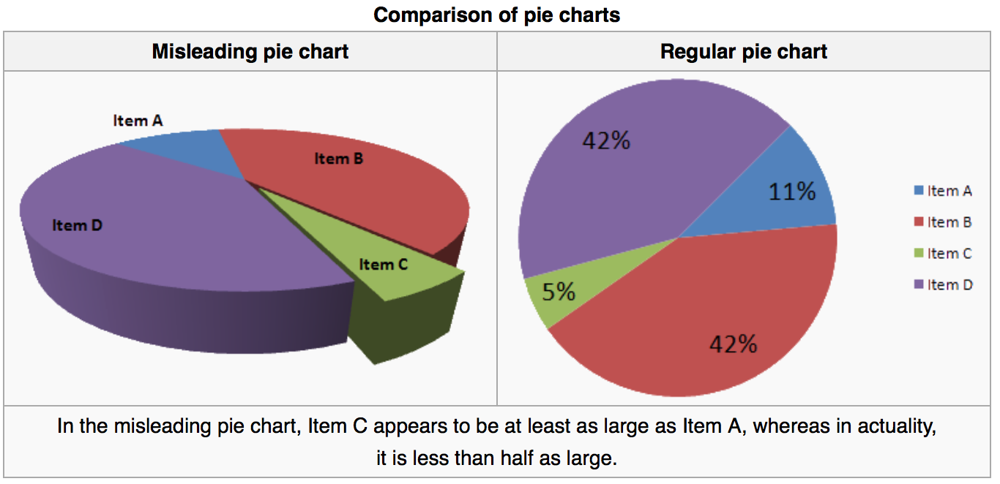 Comparison of pie charts
Misleading pie chart
Regular pie chart
Item A
Item B
Item C
Item D
42%
11%
5%
42%
Item A
Item B
Item C
Item D
In the misleading pie chart, Item C appears to be at least as large as Item A, whereas in actuality,
it is less than half as large.